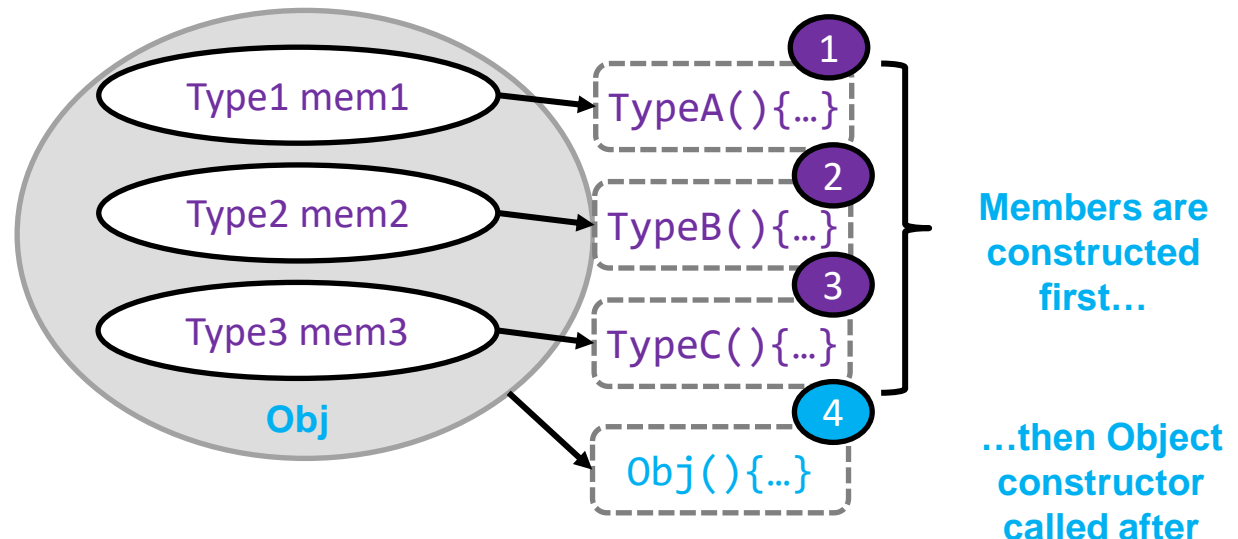 1
Type1 mem1
TypeA(){…}
2
Type2 mem2
TypeB(){…}
Members are
constructed
first…
3
Type3 mem3
TypeC(){…}
Obj
4
Obj(){…}
…then Object
constructor
called after